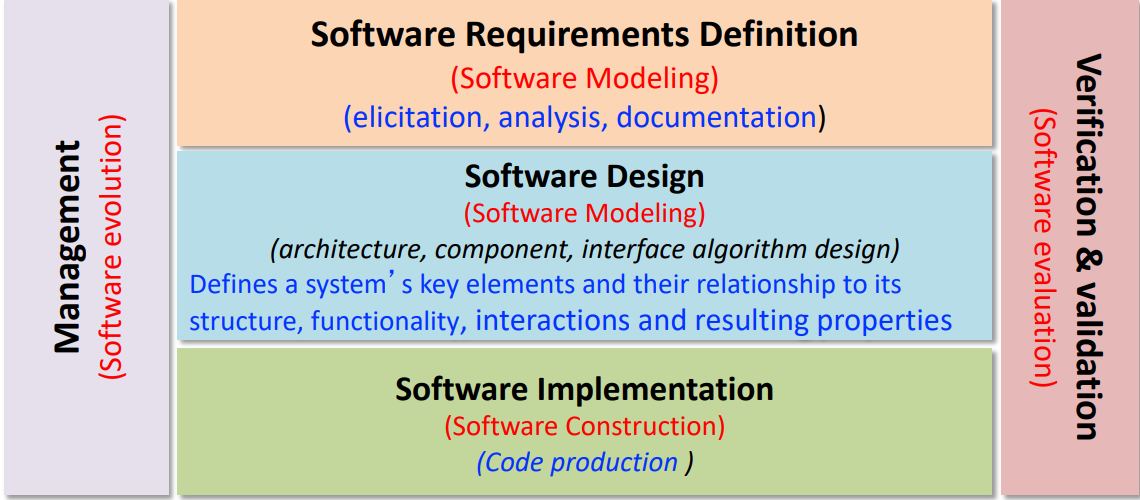 Management
(Software evolution)
Software Requirements Definition
(Software Modeling)
(elicitation, analysis, documentation)
Software Design
(Software Modeling)
(architecture, component, interface algorithm design)
Defines a system’ s key elements and their relationship to its
structure, functionality, interactions and resulting properties
Software Implementation
(Software Construction)
(Code production )
Verification & validation
(Software evaluation)